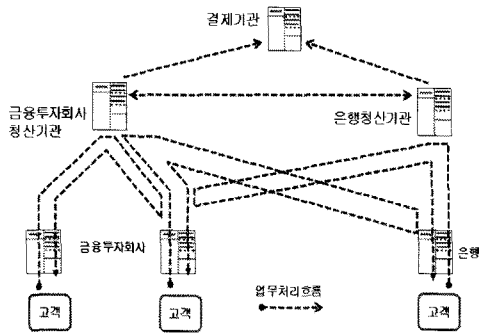 결제기관
금융투자회사
청산기관
은행청산기관
금융투자회사
은행
업무처리흐름
고객
고객
고객